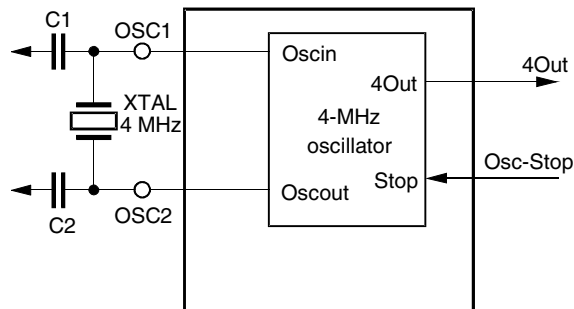 C1
OSC1
Oscin
4Out
4Out
XTAL
4 MHz
4-MHz
oscillator
Osc-Stop
Stop
Oscout
C2
OSC2